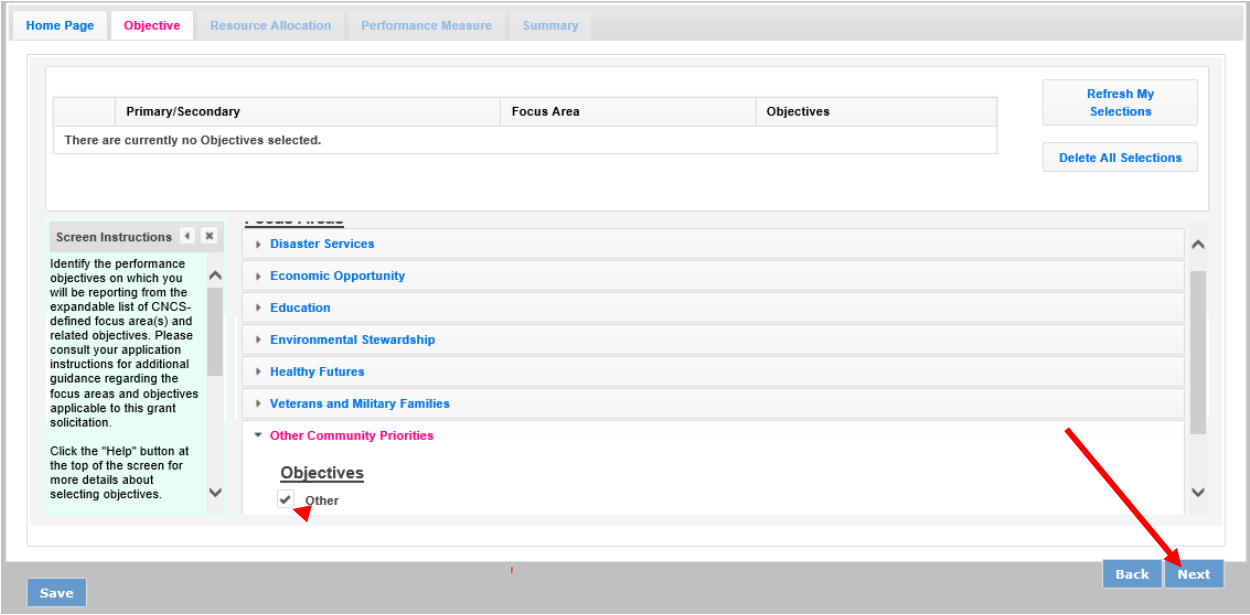 Home Page Objective Resource Allocation Performance Measure Summary
Refresh My
Selections
Primary/Secondary Focus Area Objectives
There are currently no Objectives selected.
Delete All Selections
Screen Instructions
Identify the performance
objectives on which you
will be reporting from the
expandable list of CNCS-
defined focus area(s) and
related objectives. Please
consult your application
instructions for additional
guidance regarding the
focus areas and objectives
applicable to this grant
solicitation.
Click the "Help" button at
the top of the screen for
more details about
selecting objectives.
Focus Areas
Disaster Services
Economic Opportunity
Education
Environmental Stewardship
Healthy Futures
Veterans and Military Families
Other Community Priorities
Objectives
Other
Back Next
Save